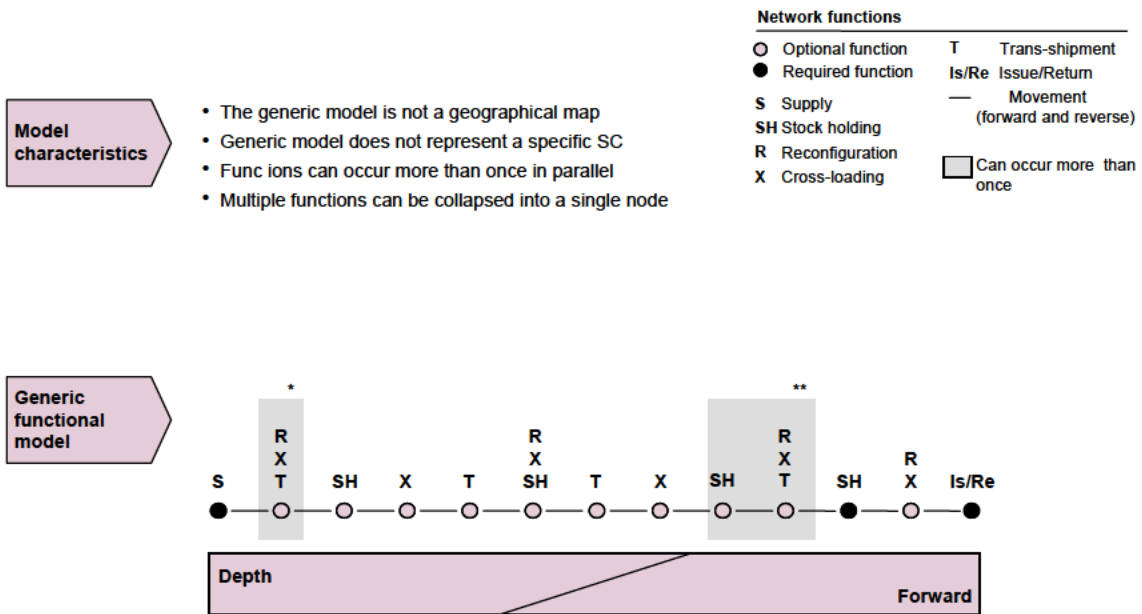 Network functions
Optional function
Required function
S Supply
SH Stock holding
R Reconfiguration
X Cross-loading
T Trans-shipment
Is/Re Issue/Return
Movement
(forward and reverse)
Can occur more than
once
Model
characteristics
• The generic model is not a geographical map
• Generic model does not represent a specific SC
• Func ions can occur more than once in parallel
• Multiple functions can be collapsed into a single node
Generic
functional
model
* **
R R R
X X X R
S T SH X T SH T X SH T SH X Is/Re
Depth
Forward